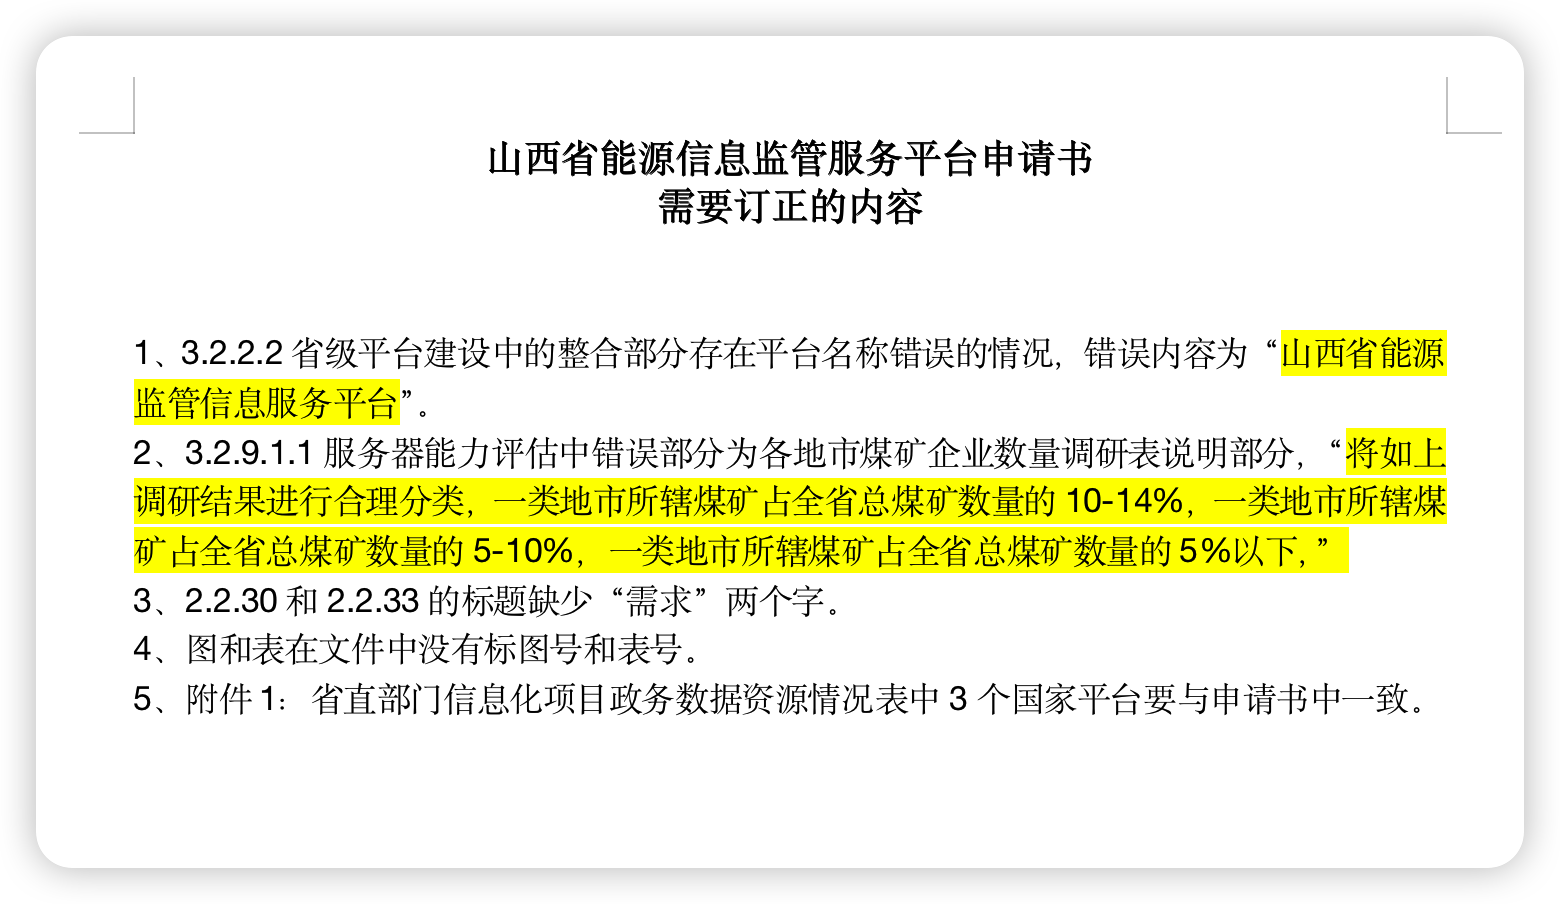 山西省能源信息监管服务平台申请书
需要订正的内容
1、3.2.2.2 省级平台建设中的整合部分存在平台名称错误的情况，错误内容为“山西省能源
监管信息服务平台”。
2、3.2.9.1.1 服务器能力评估中错误部分为各地市煤矿企业数量调研表说明部分，“将如上
调研结果进行合理分类，一类地市所辖煤矿占全省总煤矿数量的 10-14%，一类地市所辖煤
矿占全省总煤矿数量的 5-10%，一类地市所辖煤矿占全省总煤矿数量的 5%以下，”
3、2.2.30 和 2.2.33 的标题缺少“需求”两个字。
4、图和表在文件中没有标图号和表号。
5、附件 1：省直部门信息化项目政务数据资源情况表中 3 个国家平台要与申请书中一致。